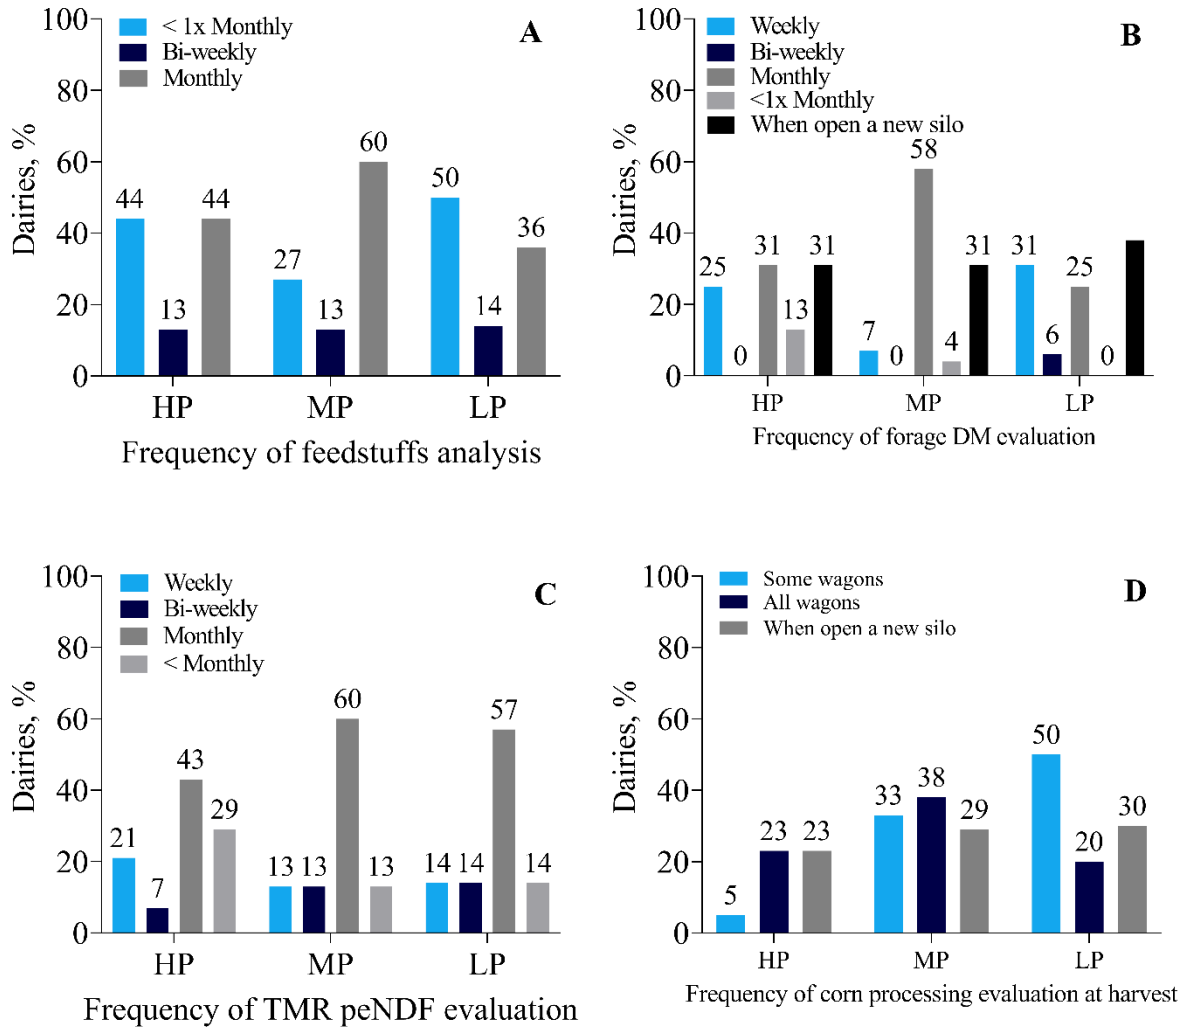 A
< 1x Monthly
Bi-weekly
Monthly
Dairies, %
100
80
60
40
20
0
44
13
44
27
13
60
50
14
36
HP
MP
LP
Frequency of feedstuffs analysis
B
Weekly
Bi-weekly
Monthly
<1x Monthly
When open a new silo
Dairies, %
100
80
60
40
20
0
25
0
31
13
31
7
0
58
4
31
31
6
25
0
HP
MP
LP
Frequency of forage DM evaluation
C
Weekly
Bi-weekly
Monthly
< Monthly
Dairies, %
100
80
60
40
20
0
21
7
43
29
13
13
60
13
14
14
57
14
HP
MP
LP
Frequency of TMR peNDF evaluation
D
Some wagons
All wagons
When open a new silo
Dairies, %
100
80
60
40
20
0
5
23
23
33
38
29
50
20
30
HP
MP
LP
Frequency of corn processing evaluation at harvest